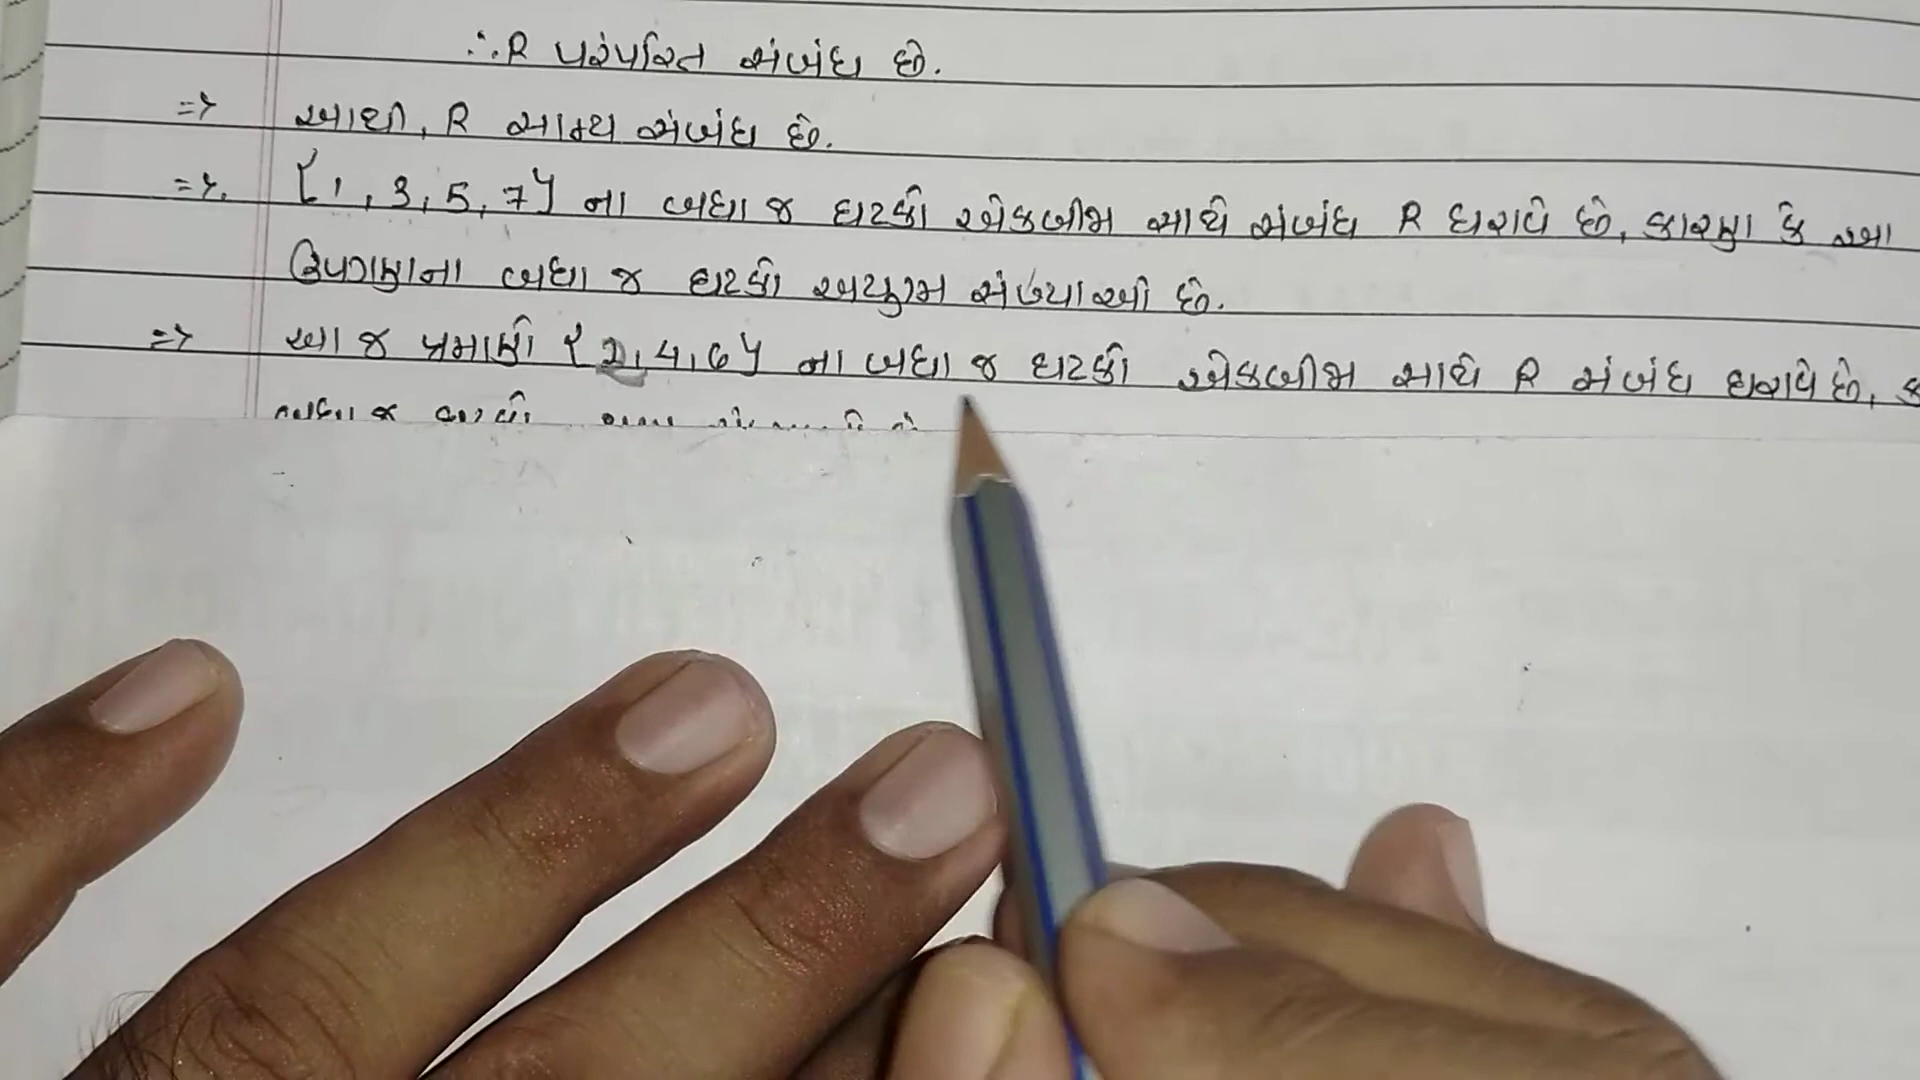 ∴R પરંપરિત સંબંધ છે.
=> આથી, R સામ્ય સંબંધ છે.
=>. {1, 3, 5, 7} ના બધા જ ઘટકો એકબીજા સાથે સંબંધ R ધરાવે છે, કારણ કે આ
ઉપગણના બધા જ ઘટકો અયુગ્મ સંખ્યાઓ છે.
=> આ જ પ્રમાણે {2, 4, 6} ના બધા જ ઘટકો એકબીજા સાથે R સંબંધ ધરાવે છે,
બધા જ